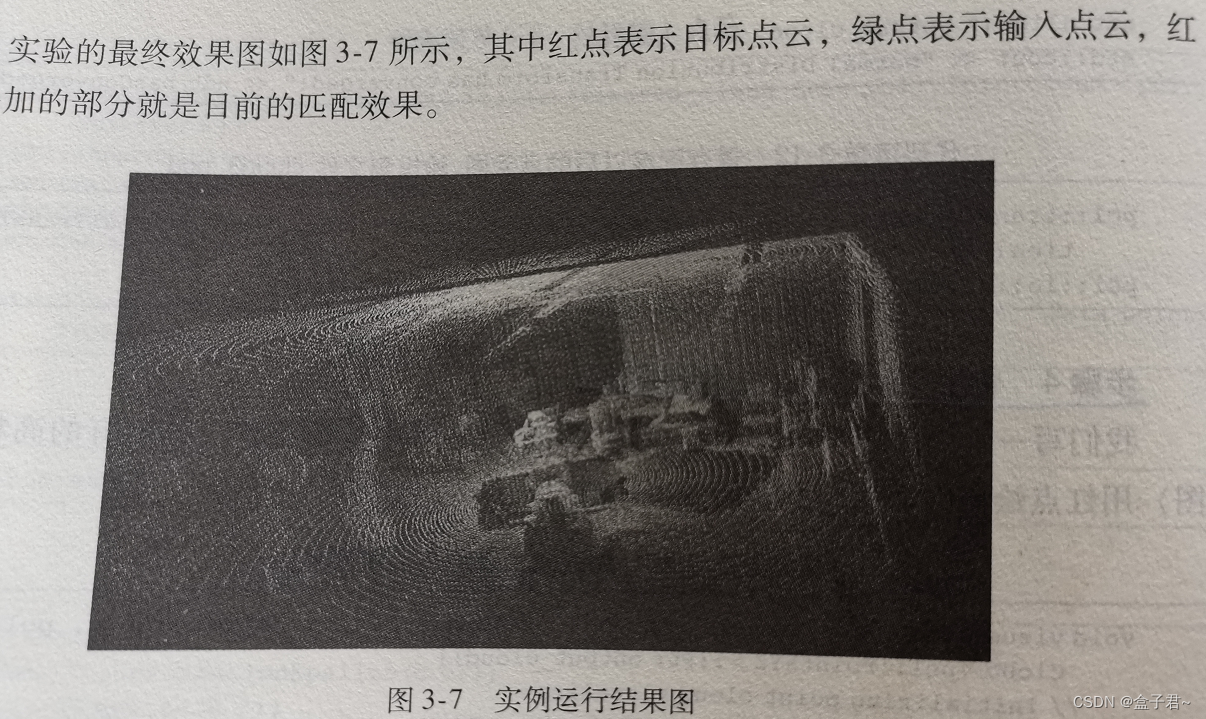 实验的最终效果图如图 3-7 所示，其中红点表示目标点云，绿点表示输入点云，红
加的部分就是目前的匹配效果。
图 3-7 实例运行结果图
CSDN @盒子君~